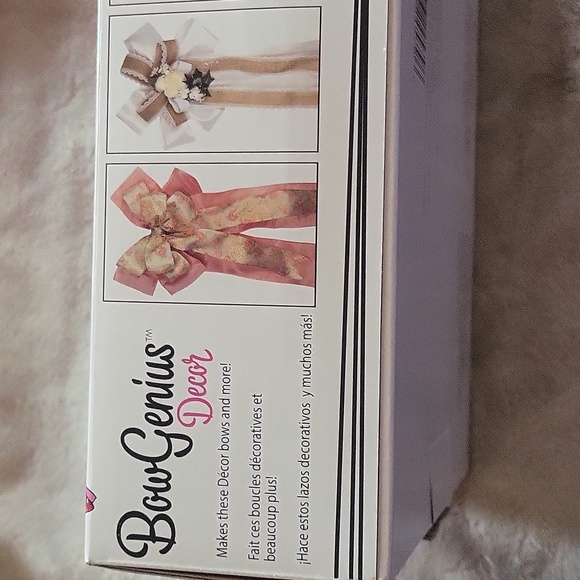 BowGenius™
Decor
Makes these Décor bows and more!
Fait ces boucles décoratives et
beaucoup plus!
¡Hace estos lazos decorativos y muchos más!